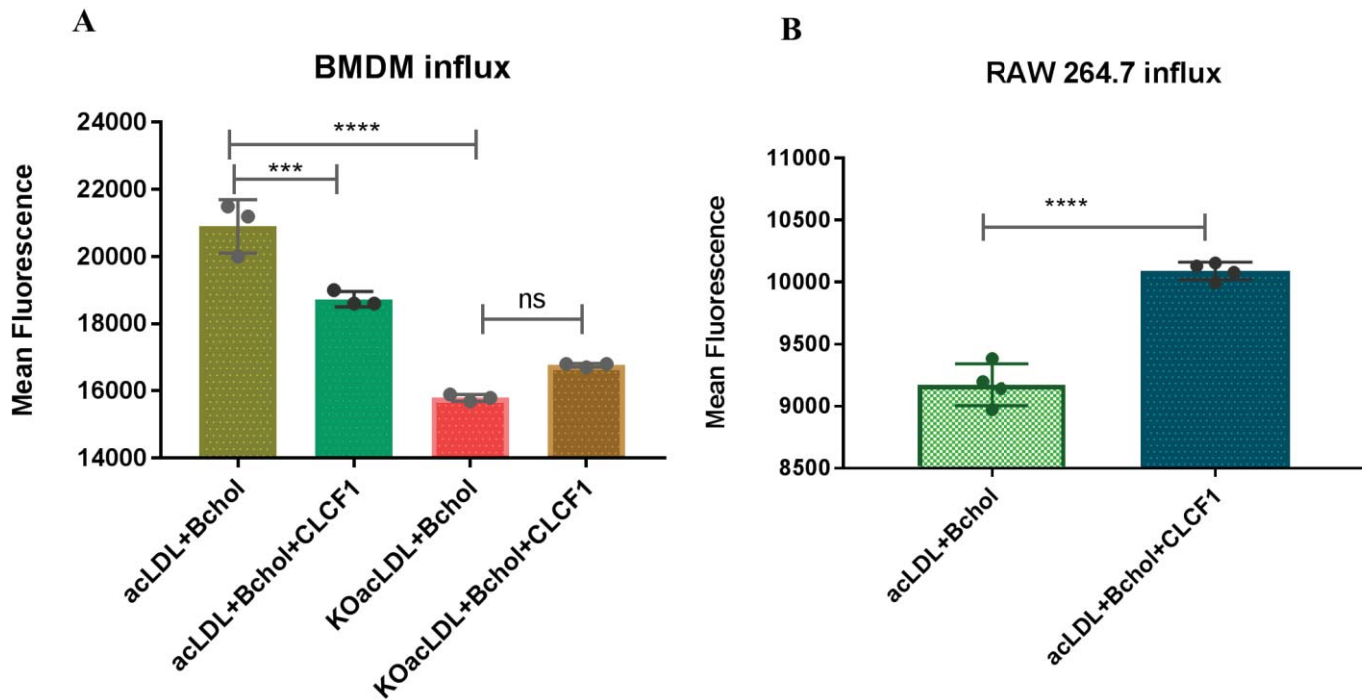 A
BMDM influx
Mean Fluorescence
24000
22000
20000
18000
16000
14000
****
***
ns
acLDL+Bchol
acLDL+Bchol+CLCF1
KOacLDL+Bchol
KOacLDL+Bchol+CLCF1
B
RAW 264.7 influx
Mean Fluorescence
11000
10500
10000
9500
9000
8500
****
acLDL+Bchol
acLDL+Bchol+CLCF1